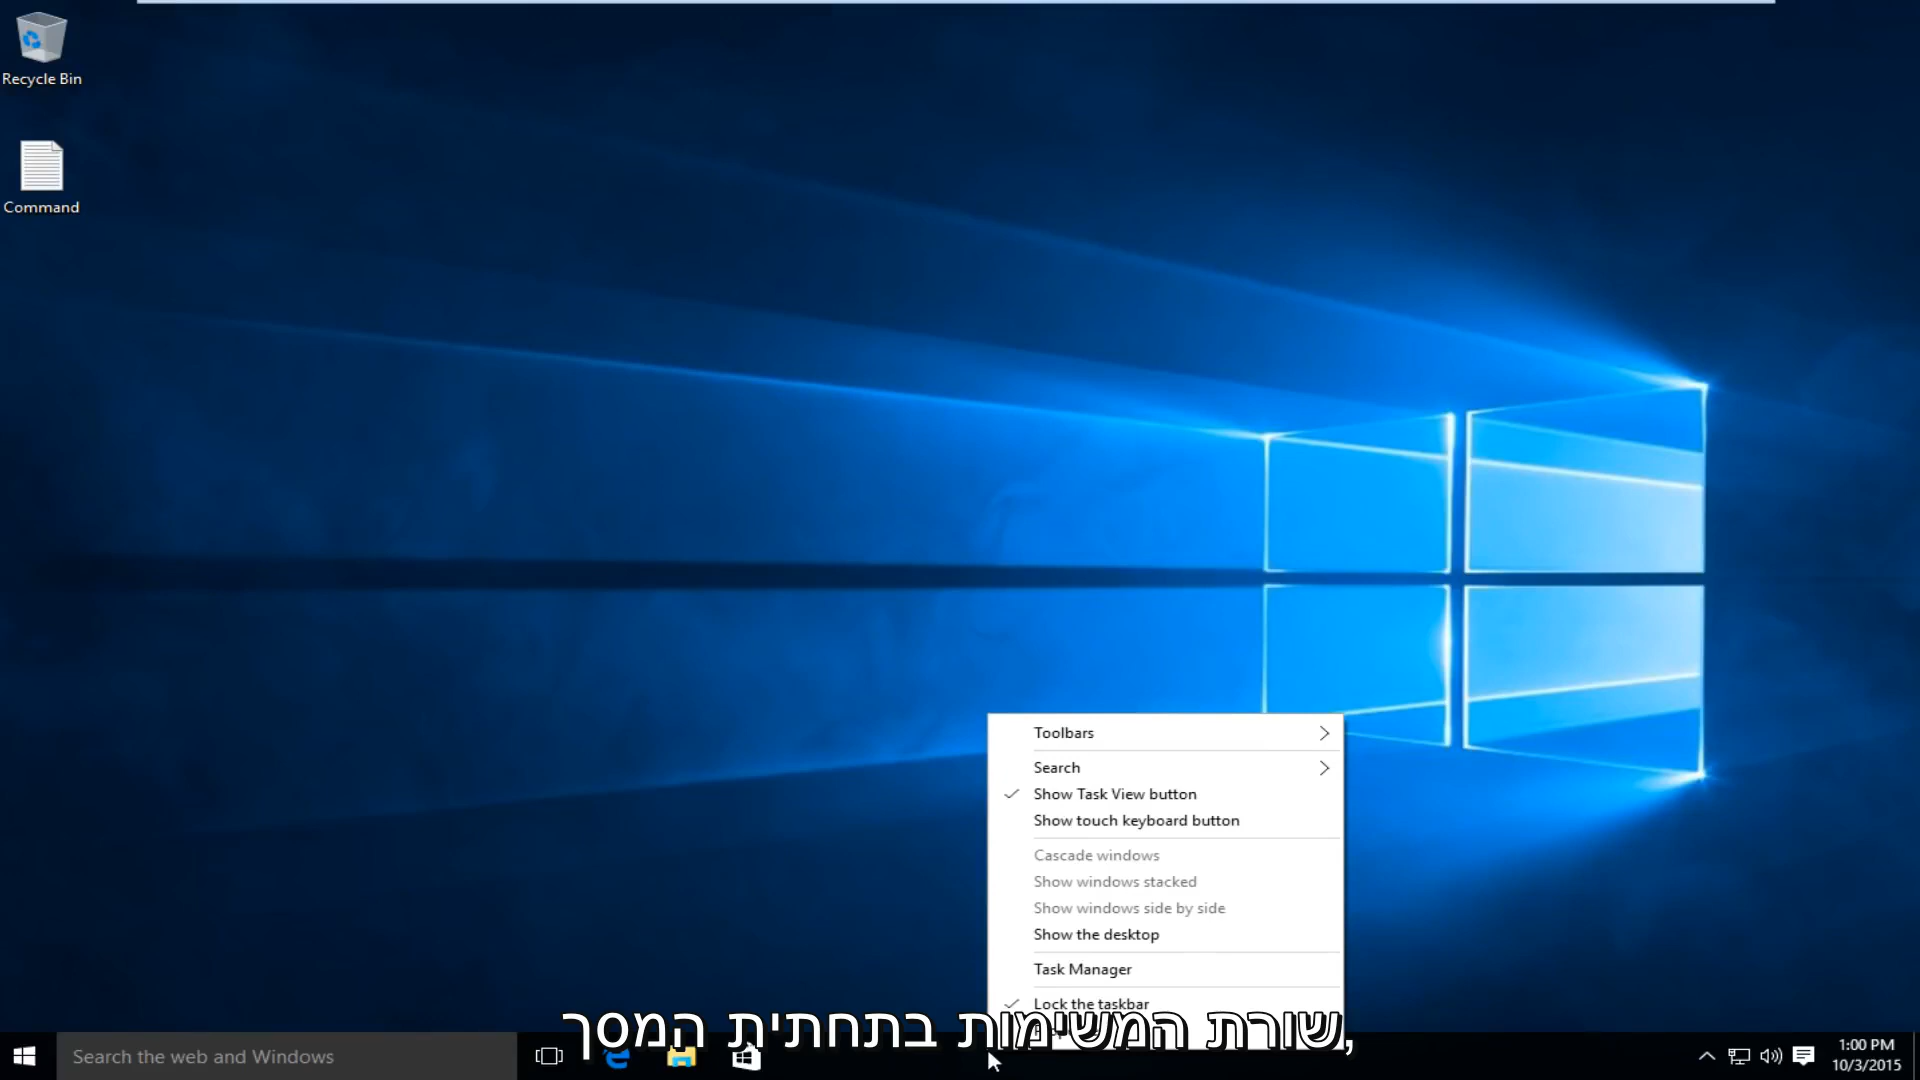 Recycle Bin
Command
Toolbars
Search
Show Task View button
Show touch keyboard button
Cascade windows
Show windows stacked
Show windows side by side
Show the desktop
Task Manager
Lock the taskbar
שורת המשימות בתחתית המסך,
Search the web and Windows
1:00 PM
10/3/2015